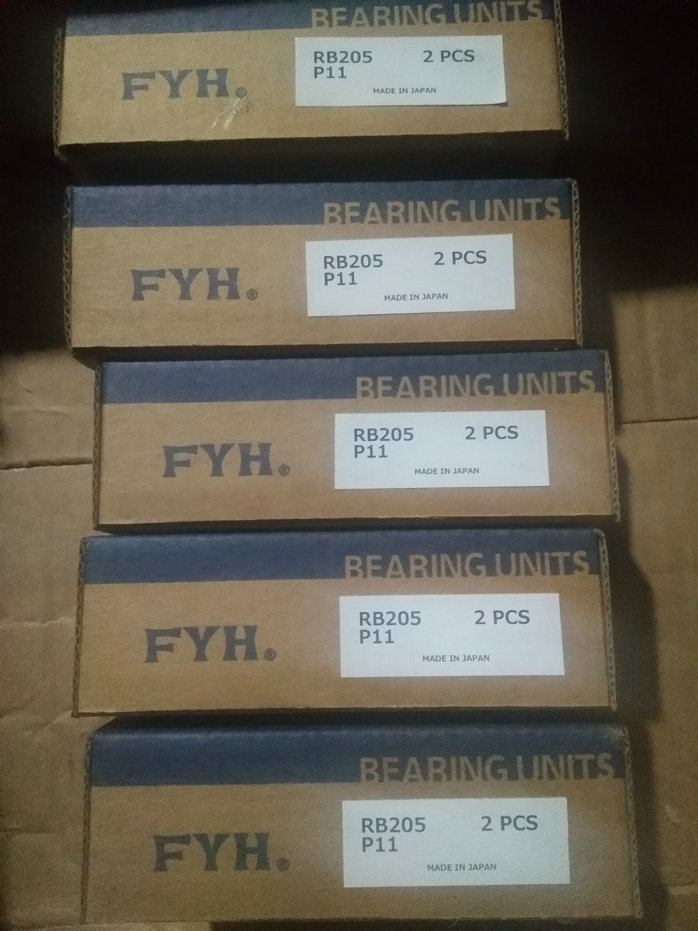 BEARING UNITS
RB205 2 PCS
P11
FYH®
MADE IN JAPAN
BEARING UNITS
RB205 2 PCS
P11
FYH®
MADE IN JAPAN
BEARING UNITS
RB205 2 PCS
P11
FYH®
MADE IN JAPAN
BEARING UNITS
RB205 2 PCS
P11
FYH®
MADE IN JAPAN
BEARING UNITS
RB205 2 PCS
P11
FYH®
MADE IN JAPAN